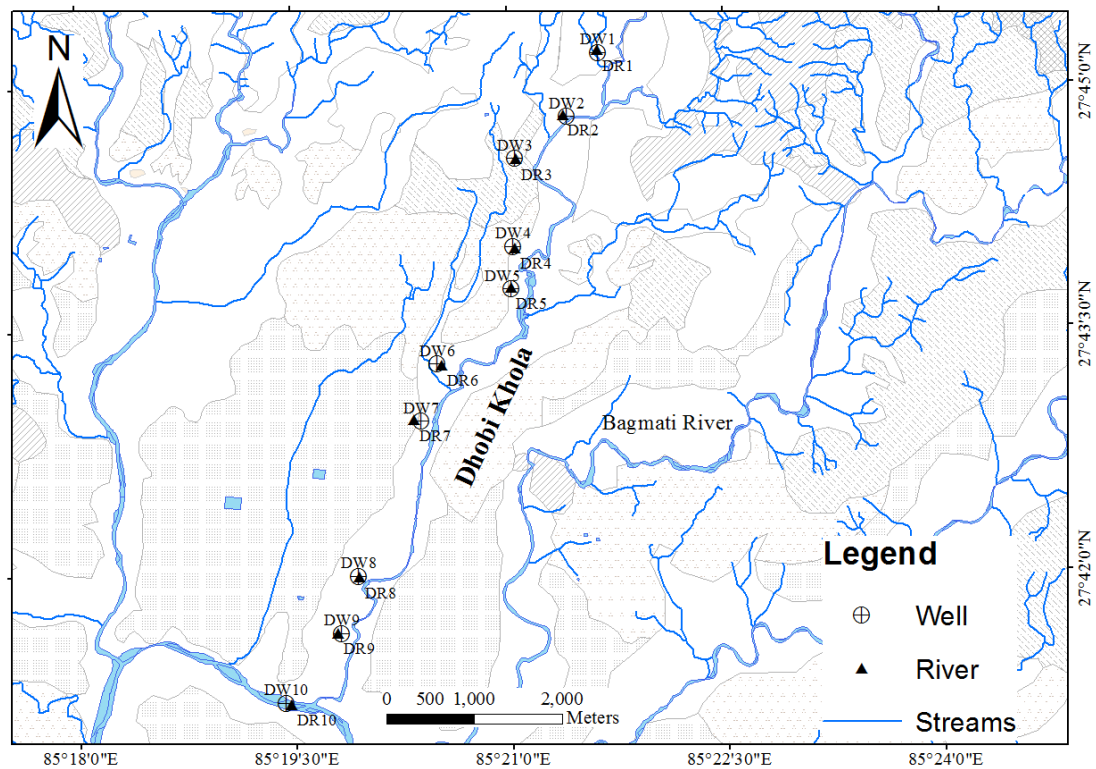 N
DW1
DR1
DW2
DR2
DW3
DR3
DW4
DR4
DW5
DR5
DW6
DR6
DW7
DR7
Dhobi Khola
Bagmati River
DW8
DR8
DW9
DR9
DW10
DR10
Legend
Well
River
Streams
0 500 1,000 2,000
Meters
27°45'0"N
27°43'30"N
27°42'0"N
85°18'0"E 85°19'30"E 85°21'0"E 85°22'30"E 85°24'0"E